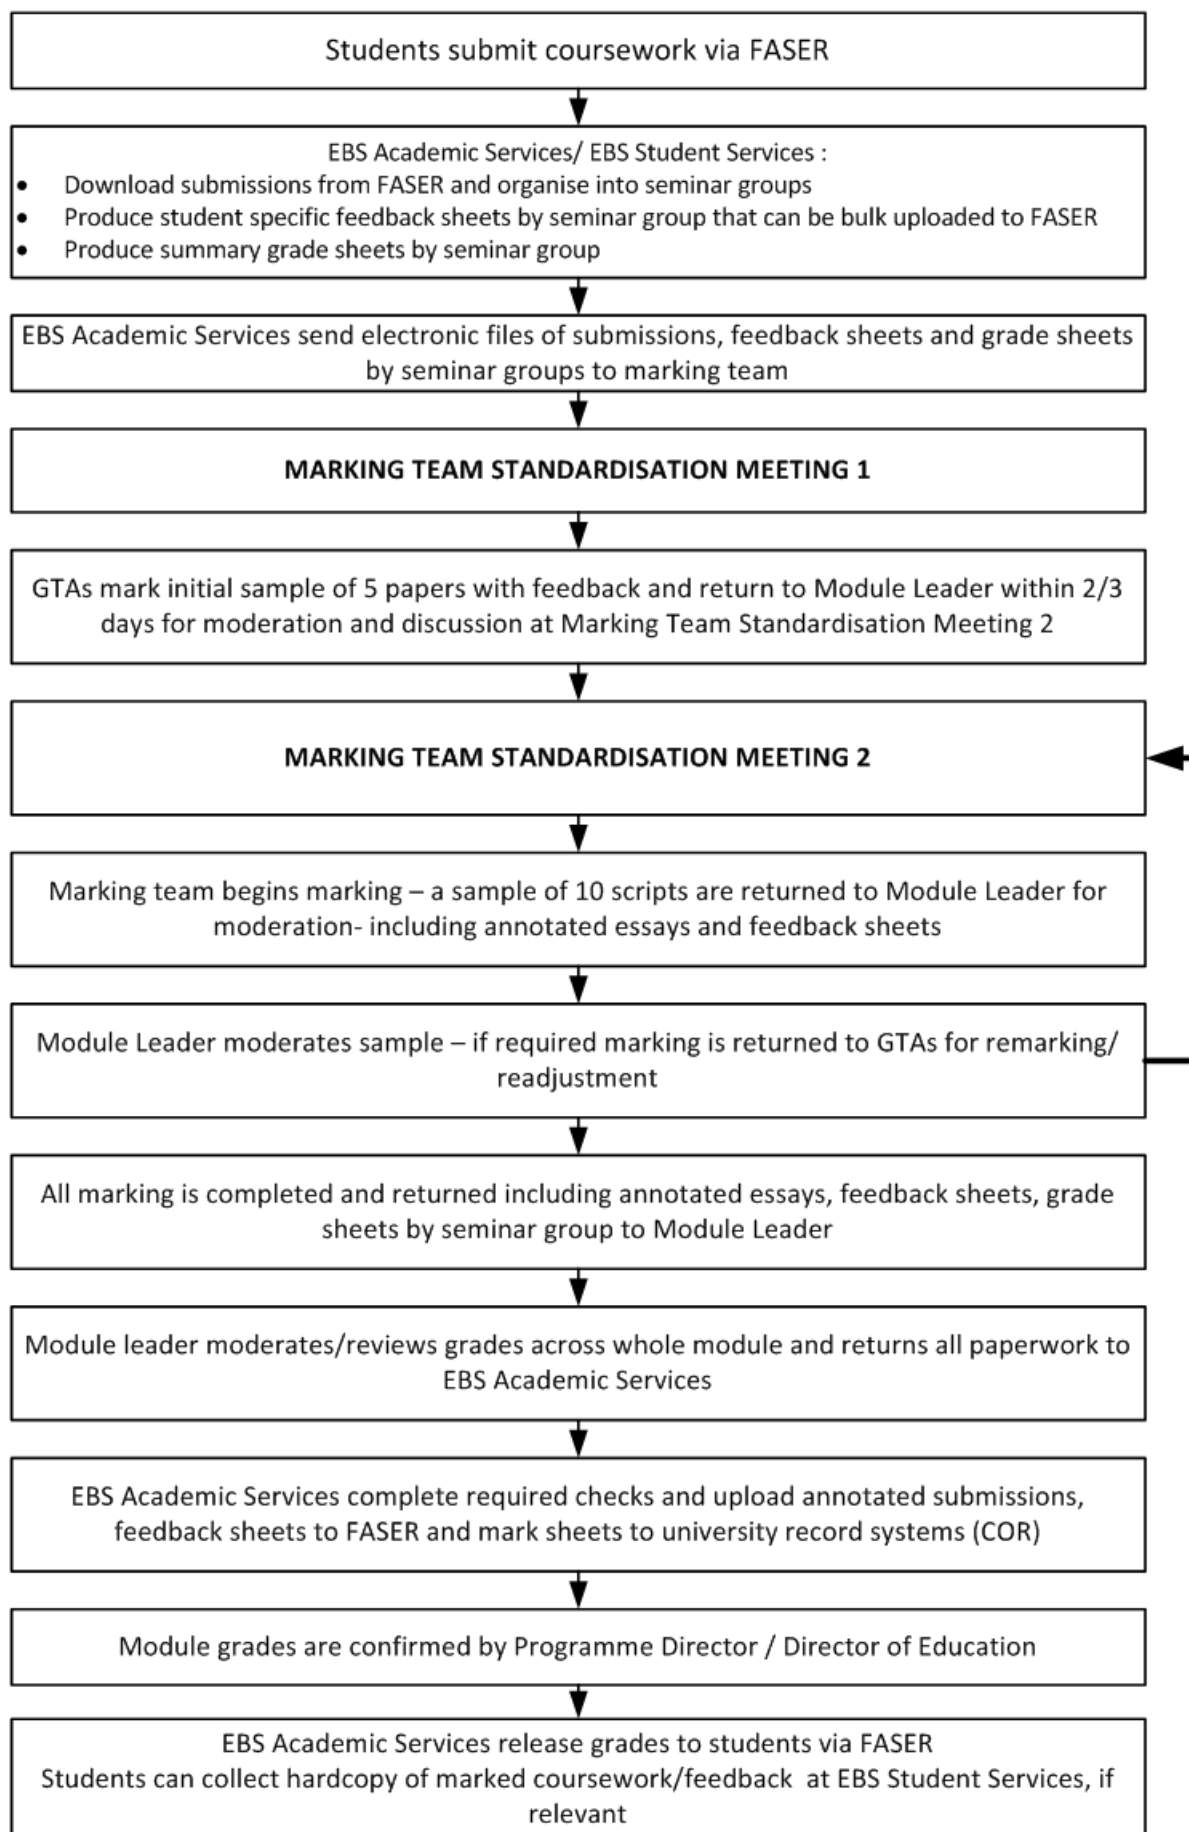 Students submit coursework via FASER
EBS Academic Services/ EBS Student Services :
• Download submissions from FASER and organise into seminar groups
• Produce student specific feedback sheets by seminar group that can be bulk uploaded to FASER
• Produce summary grade sheets by seminar group
EBS Academic Services send electronic files of submissions, feedback sheets and grade sheets
by seminar groups to marking team
MARKING TEAM STANDARDISATION MEETING 1
GTAs mark initial sample of 5 papers with feedback and return to Module Leader within 2/3
days for moderation and discussion at Marking Team Standardisation Meeting 2
MARKING TEAM STANDARDISATION MEETING 2
Marking team begins marking – a sample of 10 scripts are returned to Module Leader for
moderation- including annotated essays and feedback sheets
Module Leader moderates sample – if required marking is returned to GTAs for remarking/
readjustment
All marking is completed and returned including annotated essays, feedback sheets, grade
sheets by seminar group to Module Leader
Module leader moderates/reviews grades across whole module and returns all paperwork to
EBS Academic Services
EBS Academic Services complete required checks and upload annotated submissions,
feedback sheets to FASER and mark sheets to university record systems (COR)
Module grades are confirmed by Programme Director / Director of Education
EBS Academic Services release grades to students via FASER
Students can collect hardcopy of marked coursework/feedback  at EBS Student Services, if
relevant